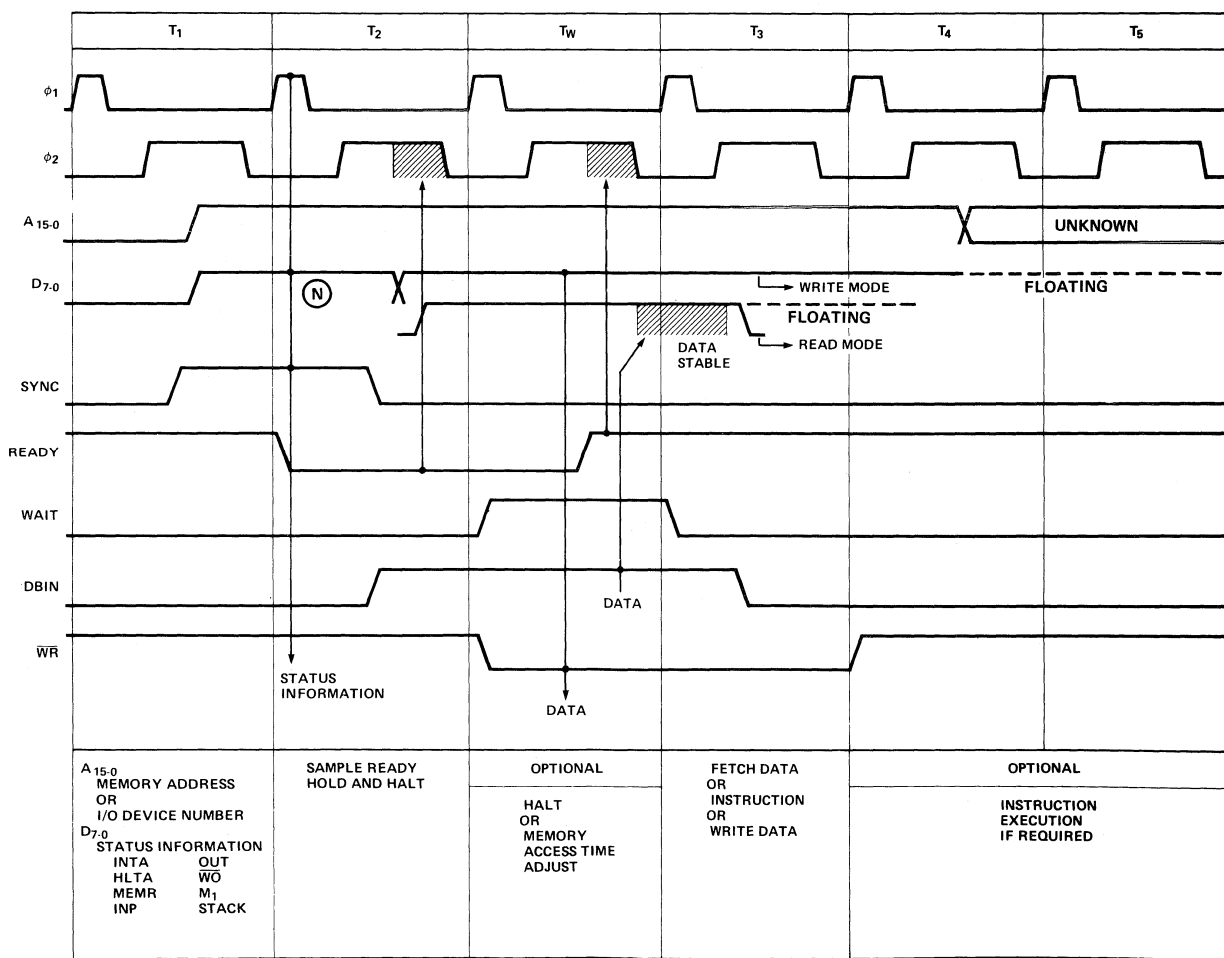 T1 T2 TW T3 T4 T5
ϕ1
ϕ2
A15-0
UNKNOWN
D7-0
N
WRITE MODE
FLOATING
FLOATING
DATA
STABLE
READ MODE
SYNC
READY
WAIT
DBIN
DATA
W̅R̅
STATUS
INFORMATION
DATA
A15-0
MEMORY ADDRESS
OR
I/O DEVICE NUMBER
D7-0
STATUS INFORMATION
INTA OUT
HLTA W̅O̅
MEMR M1
INP STACK
SAMPLE READY
HOLD AND HALT
OPTIONAL
HALT
OR
MEMORY
ACCESS TIME
ADJUST
FETCH DATA
OR
INSTRUCTION
OR
WRITE DATA
OPTIONAL
INSTRUCTION
EXECUTION
IF REQUIRED